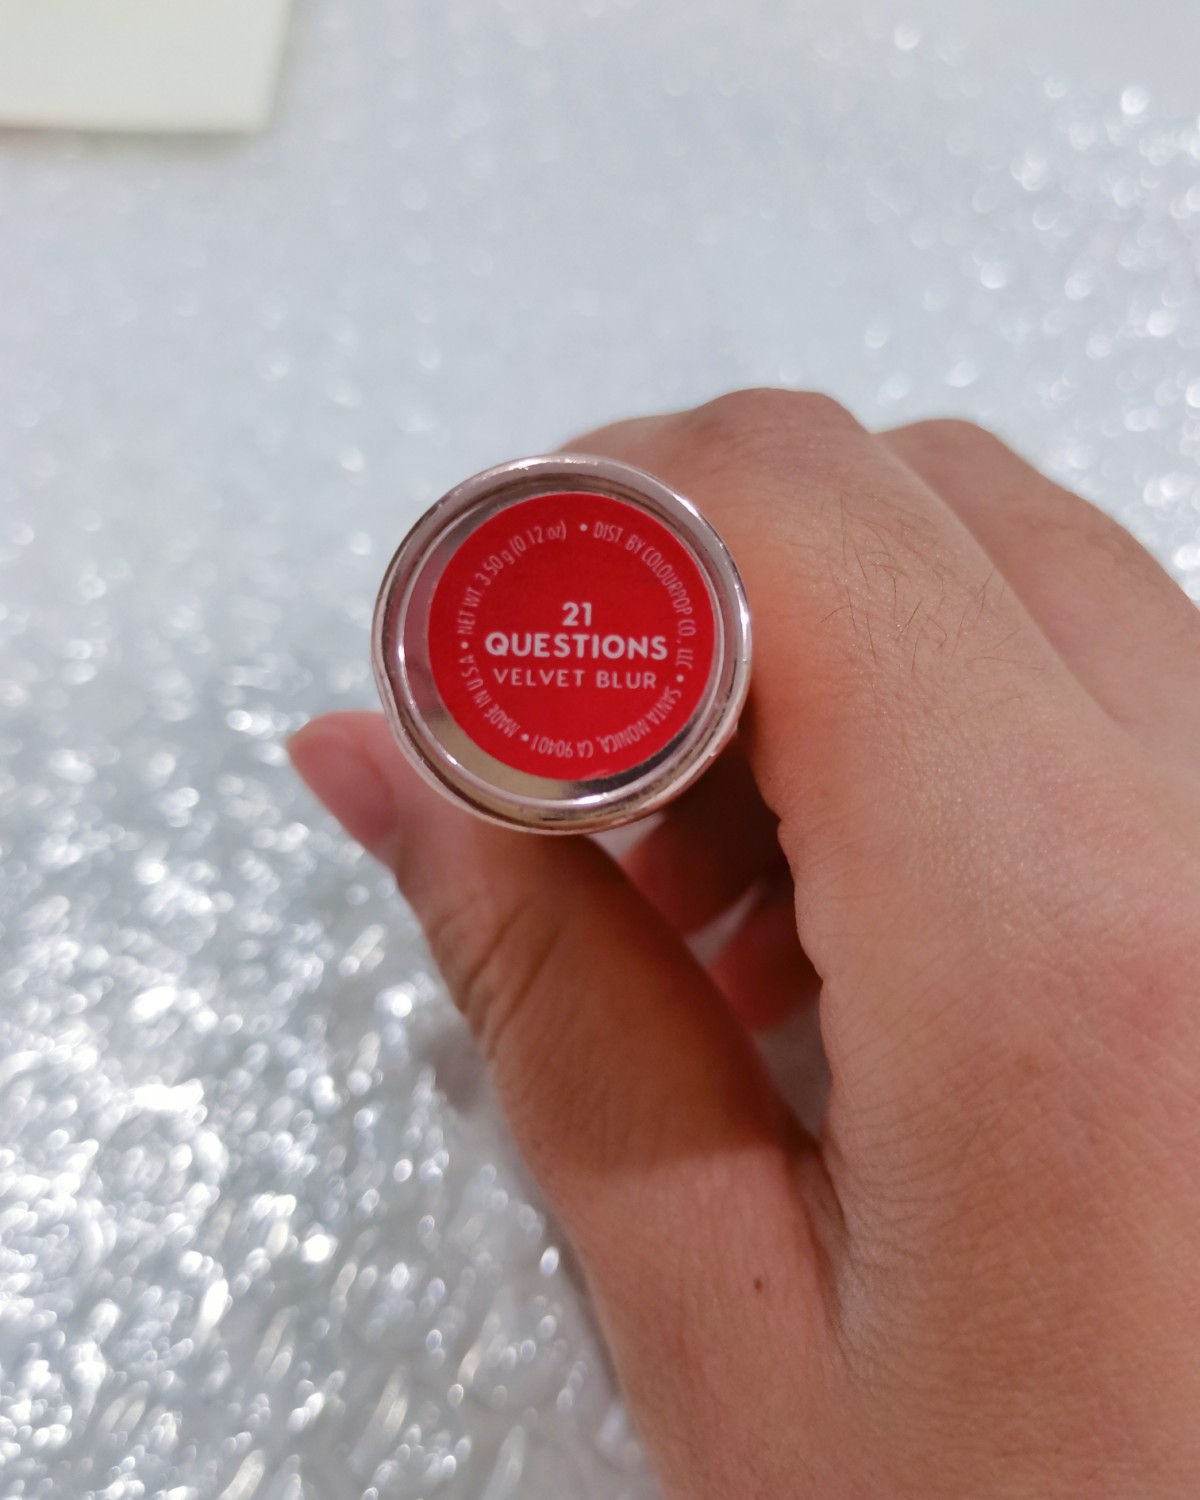 21
QUESTIONS
VELVET BLUR
• DIST BY COLOURPOP CO., LLC • SANTA MONICA, CA 90401 • MADE IN U.S.A • NET WT. 3.50 g (0.12 oz)